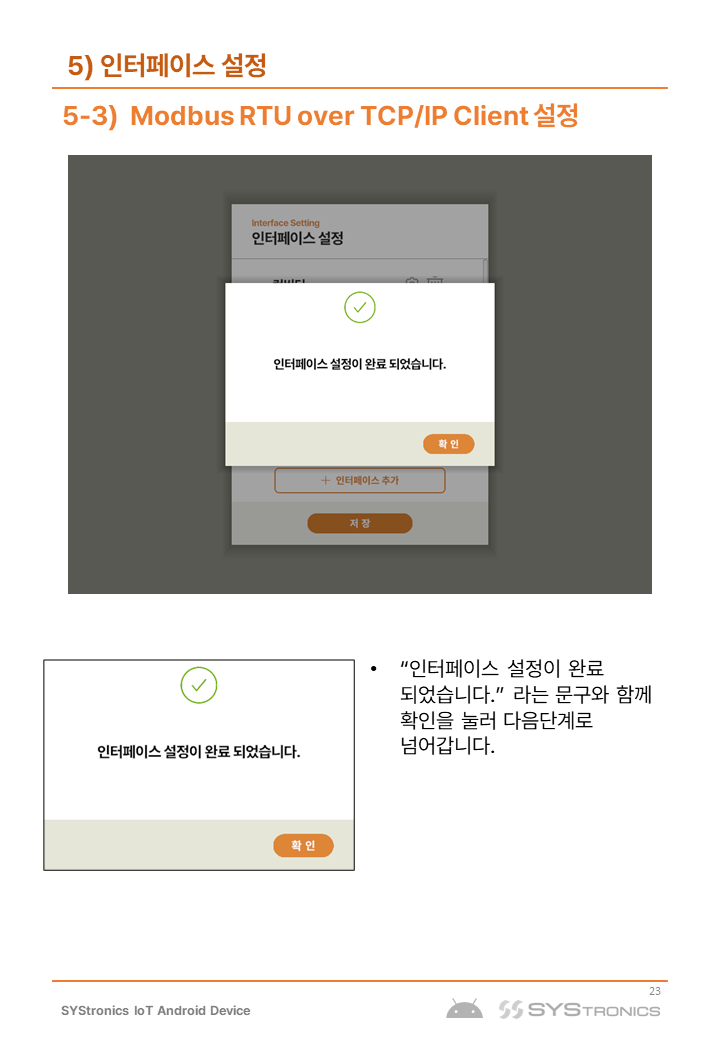 5) 인터페이스 설정
5-3) Modbus RTU over TCP/IP Client 설정
Interface Setting
인터페이스 설정
인터페이스 설정이 완료 되었습니다.
확 인
+ 인터페이스 추가
저 장
인터페이스 설정이 완료 되었습니다.
확 인
• “인터페이스 설정이 완료
되었습니다.” 라는 문구와 함께
확인을 눌러 다음단계로
넘어갑니다.
23
SYStronics IoT Android Device
SYSTRONICS